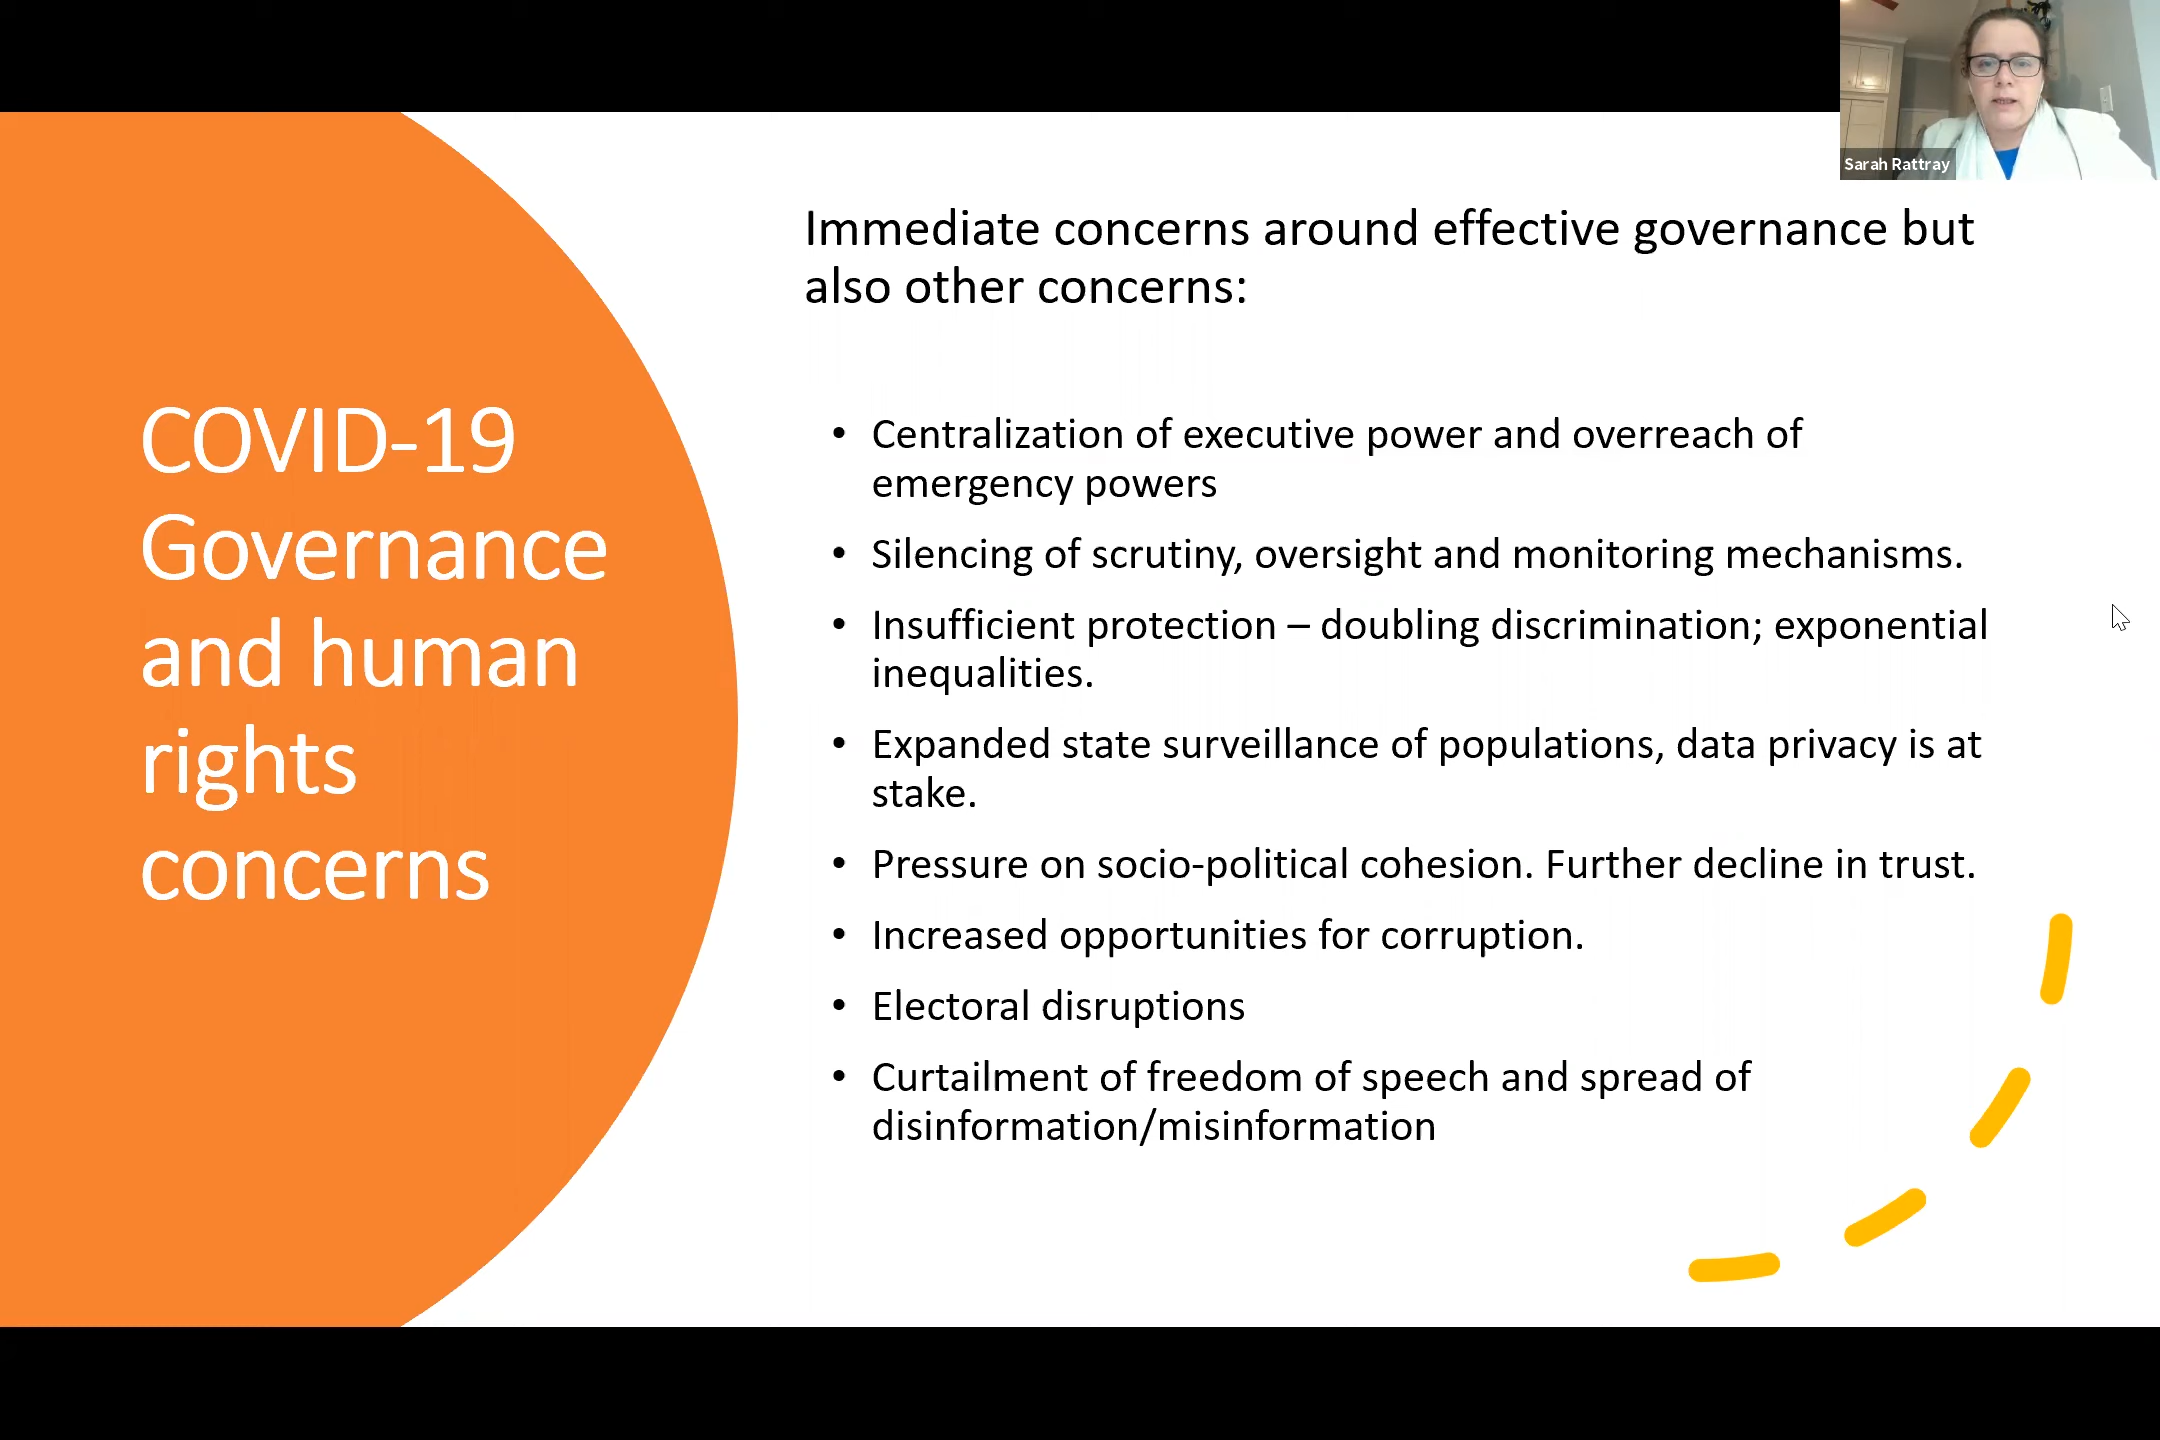 Sarah Rattray
COVID-19
Governance
and human
rights
concerns
Immediate concerns around effective governance but
also other concerns:
• Centralization of executive power and overreach of
emergency powers
• Silencing of scrutiny, oversight and monitoring mechanisms.
• Insufficient protection – doubling discrimination; exponential
inequalities.
• Expanded state surveillance of populations, data privacy is at
stake.
• Pressure on socio-political cohesion. Further decline in trust.
• Increased opportunities for corruption.
• Electoral disruptions
• Curtailment of freedom of speech and spread of
disinformation/misinformation